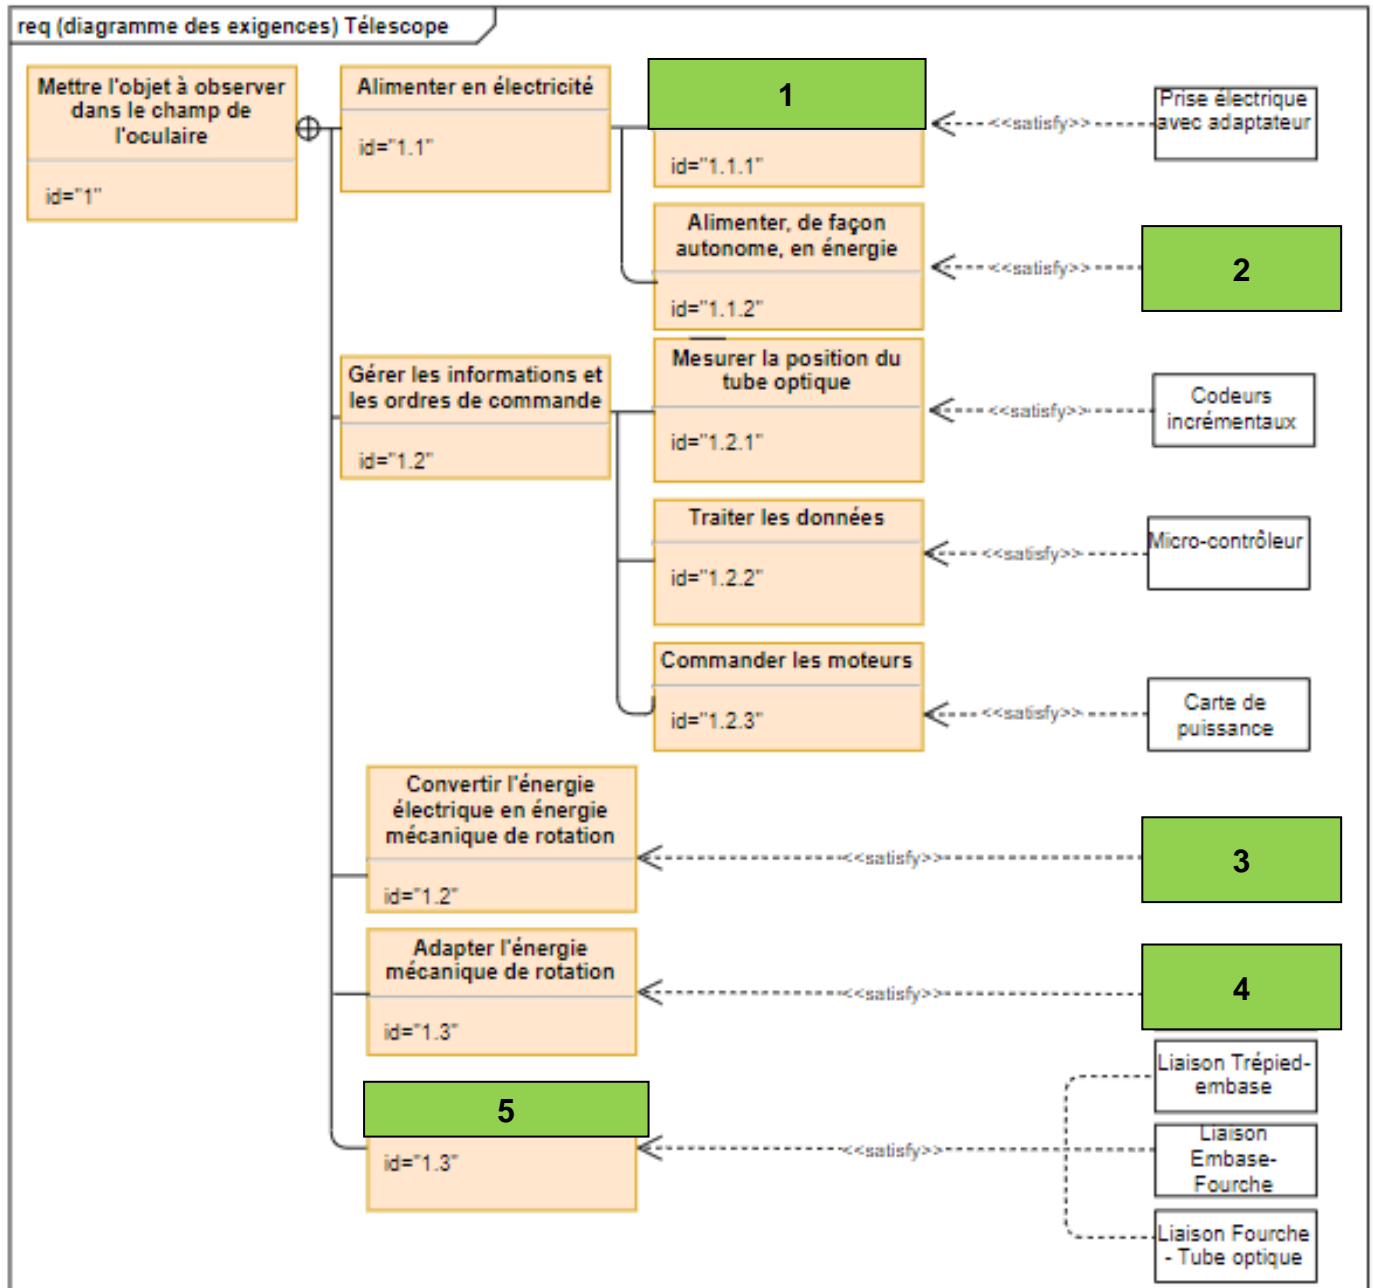 req (diagramme des exigences) Télescope
Mettre l'objet à observer
dans le champ de
l'oculaire
id="1"
Alimenter en électricité
id="1.1"
1
id="1.1.1"
<<satisfy>>
Prise électrique
avec adaptateur
Alimenter, de façon
autonome, en énergie
id="1.1.2"
<<satisfy>>
2
Gérer les informations et
les ordres de commande
id="1.2"
Mesurer la position du
tube optique
id="1.2.1"
<<satisfy>>
Codeurs
incrémentaux
Traiter les données
id="1.2.2"
<<satisfy>>
Micro-contrôleur
Commander les moteurs
id="1.2.3"
<<satisfy>>
Carte de
puissance
Convertir l'énergie
électrique en énergie
mécanique de rotation
id="1.2"
<<satisfy>>
3
Adapter l'énergie
mécanique de rotation
id="1.3"
<<satisfy>>
4
5
id="1.3"
<<satisfy>>
Liaison Trépied-
embase
Liaison
Embase-
Fourche
Liaison Fourche
- Tube optique